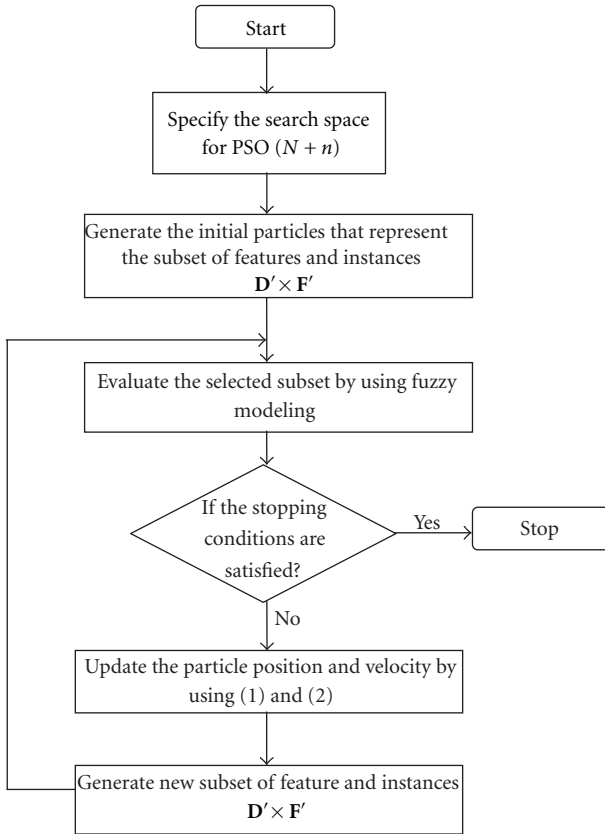 Start
Specify the search space
for PSO (N + n)
Generate the initial particles that represent
the subset of features and instances
D′ × F′
Evaluate the selected subset by using fuzzy
modeling
If the stopping
conditions are
satisfied?
Yes
Stop
No
Update the particle position and velocity by
using (1) and (2)
Generate new subset of feature and instances
D′ × F′